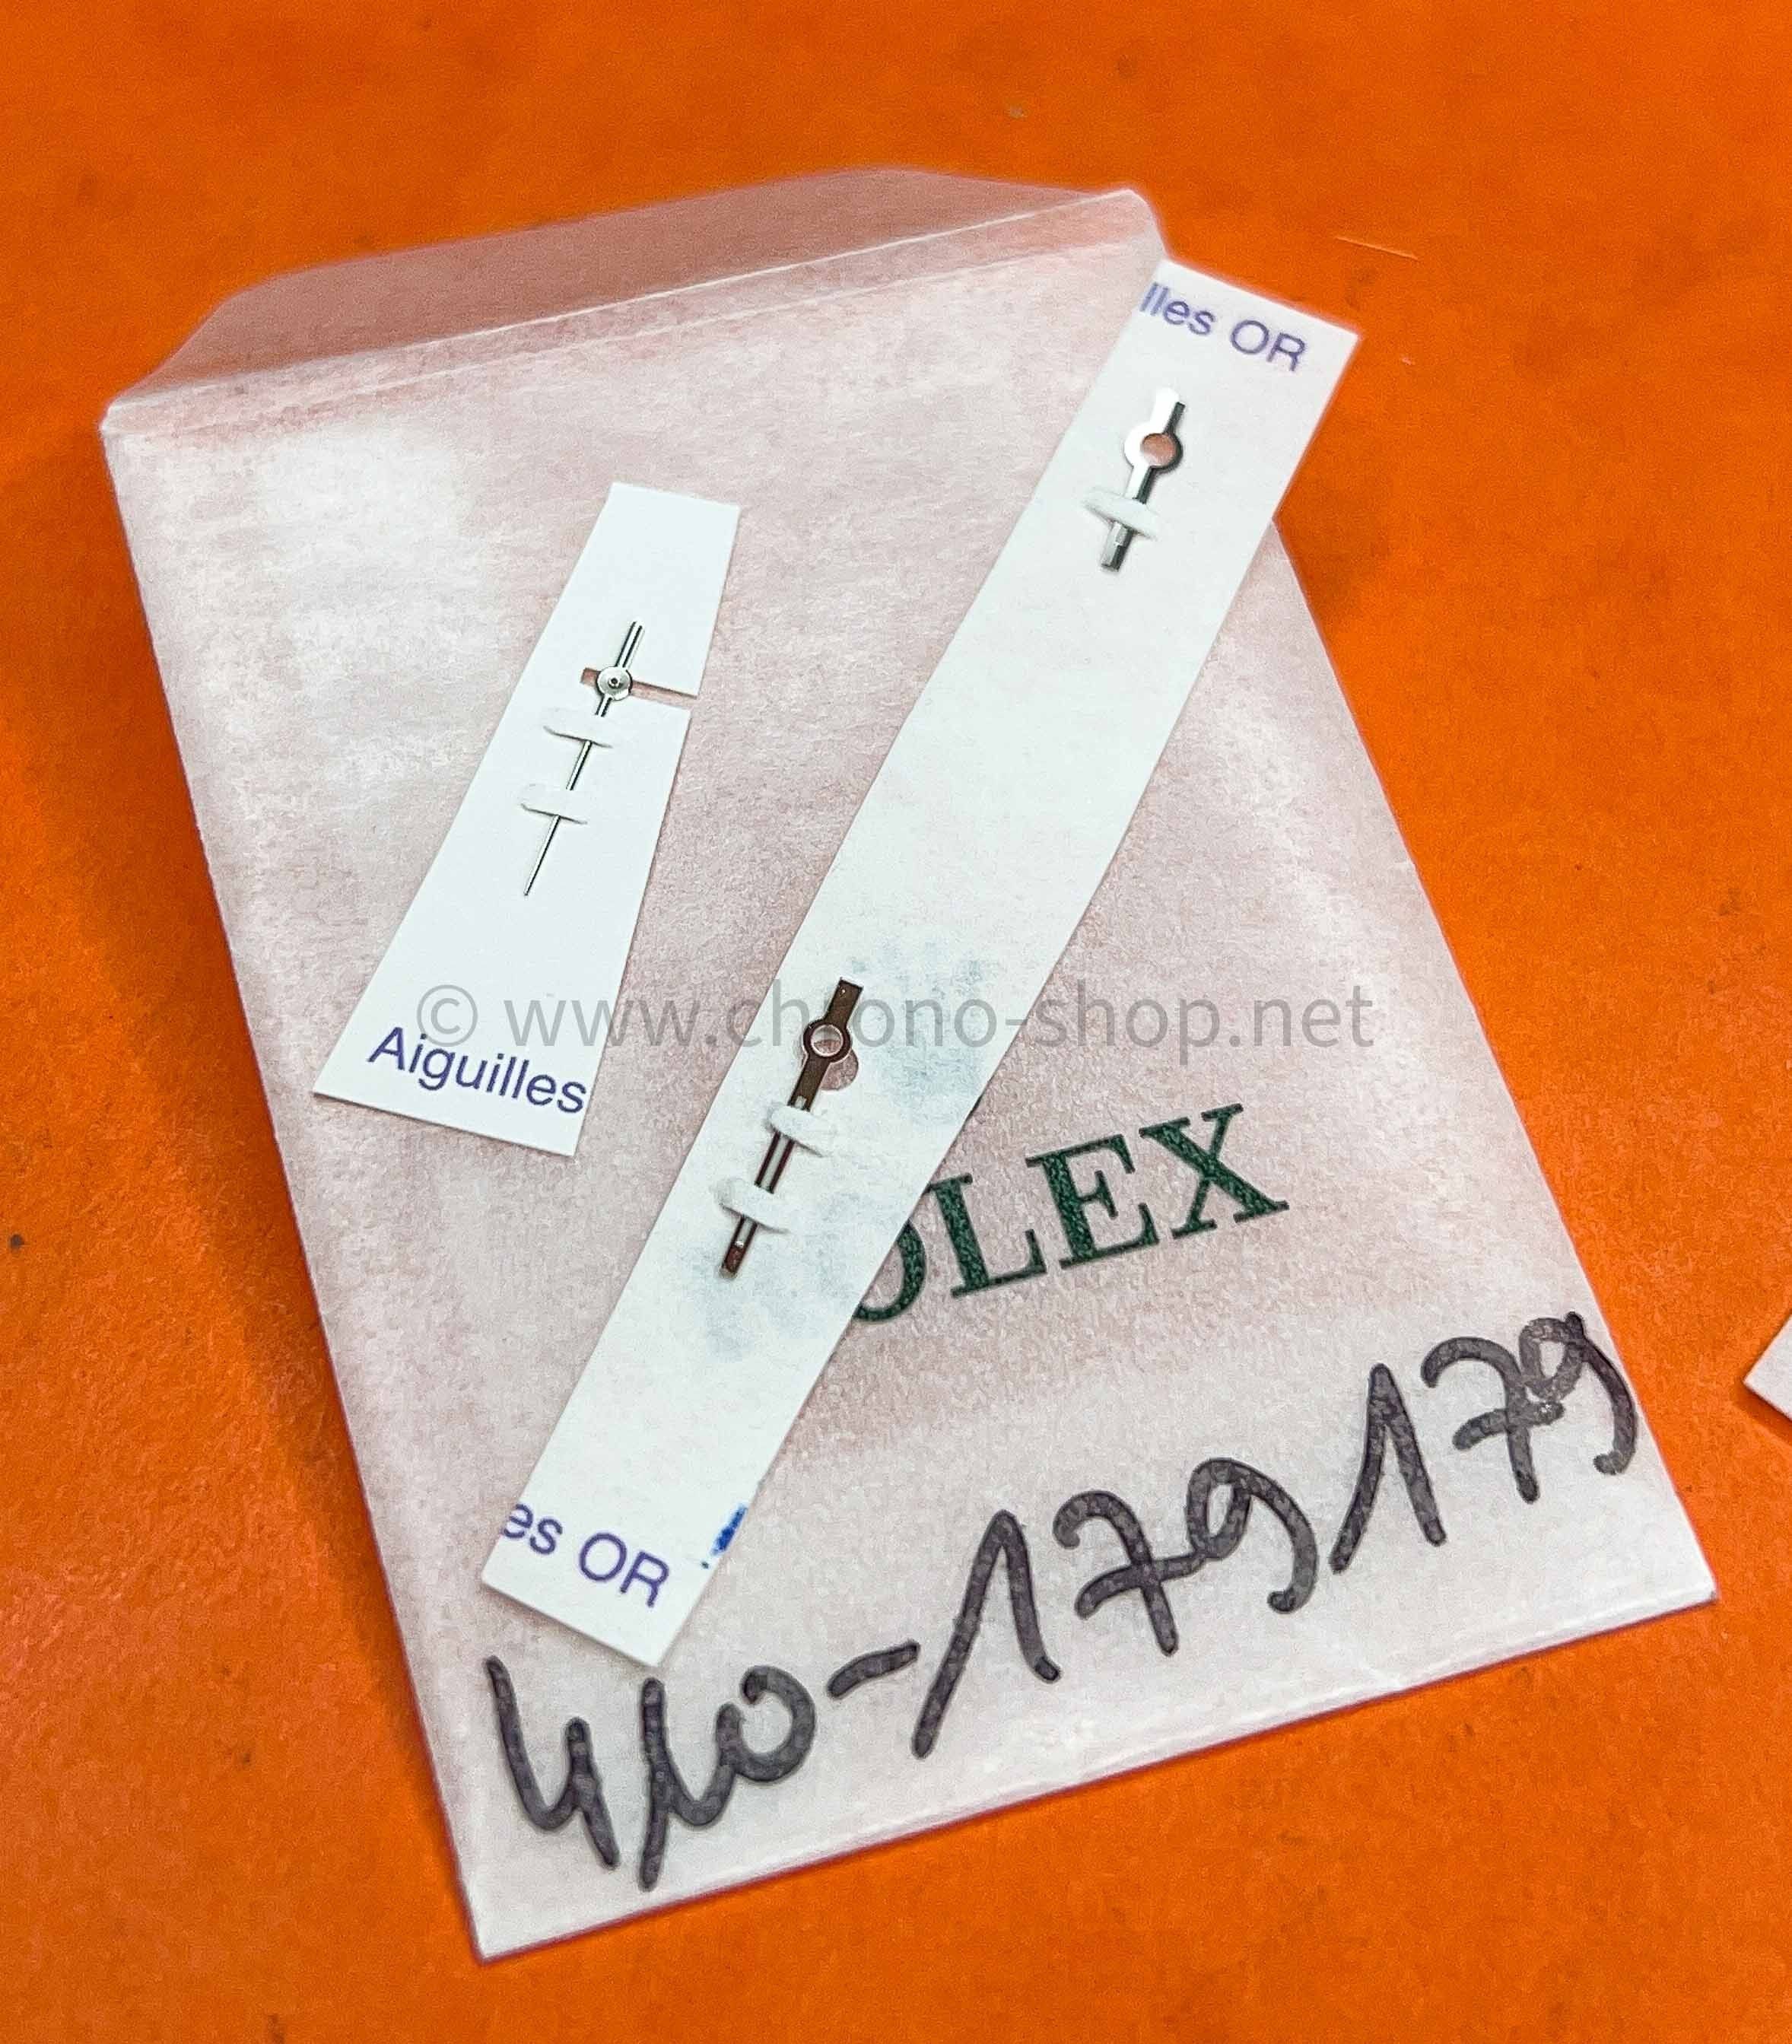 lles OR
© www.chrono-shop.net
Aiguilles
OLEX
es OR
410-179179